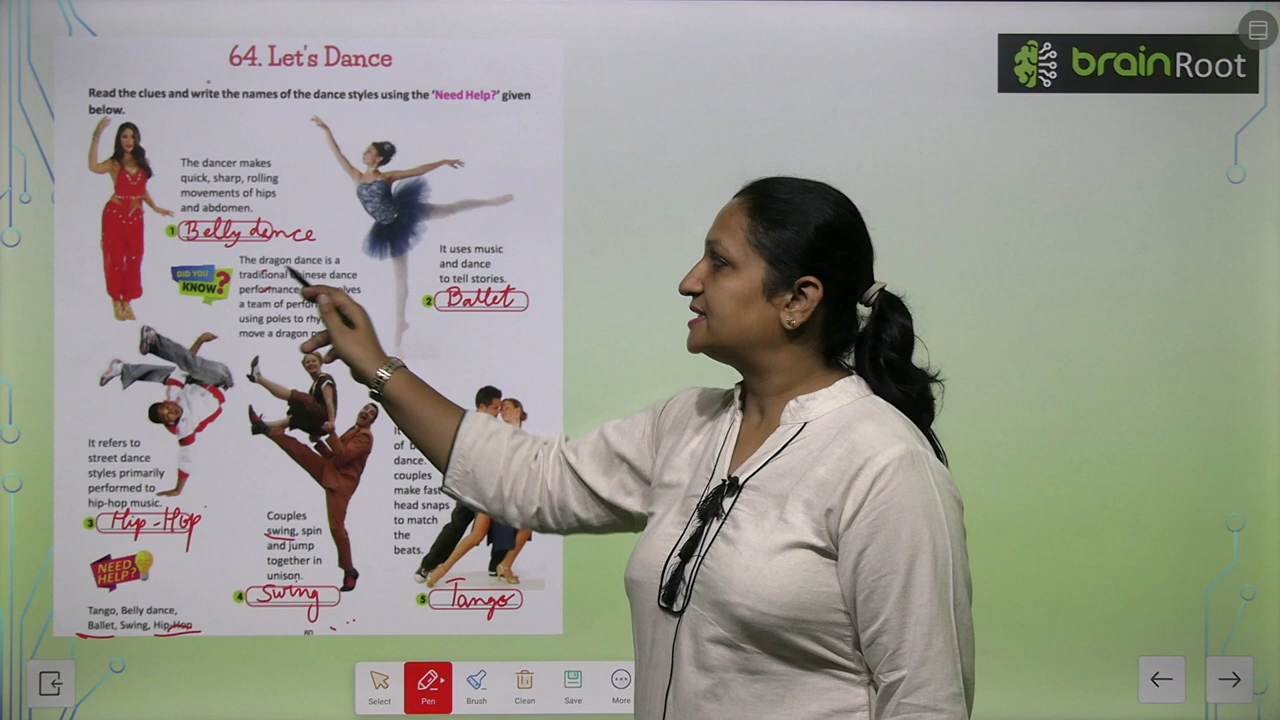 64. Let's Dance
brainRoot
Read the clues and write the names of the dance styles using the 'Need Help?' given
below.
The dancer makes
quick, sharp, rolling
movements of hips
and abdomen.
1 Belly dance
It uses music
and dance
to tell stories.
2 Ballet
DID YOU
KNOW?
The dragon dance is a
traditional Chinese dance
performance
a team of
using poles to
move a dragon
It refers to
street dance
styles primarily
performed to
hip-hop music.
3 Hip-Hop
Couples
swing, spin
and jump
together in
unison.
4 Swing
It
of
dance.
couples
make fast
head snaps
to match
the
beats.
5 Tango
NEED
HELP?
Tango, Belly dance,
Ballet, Swing, Hip-Hop
80
Select
Pen
Brush
Clean
Save
More